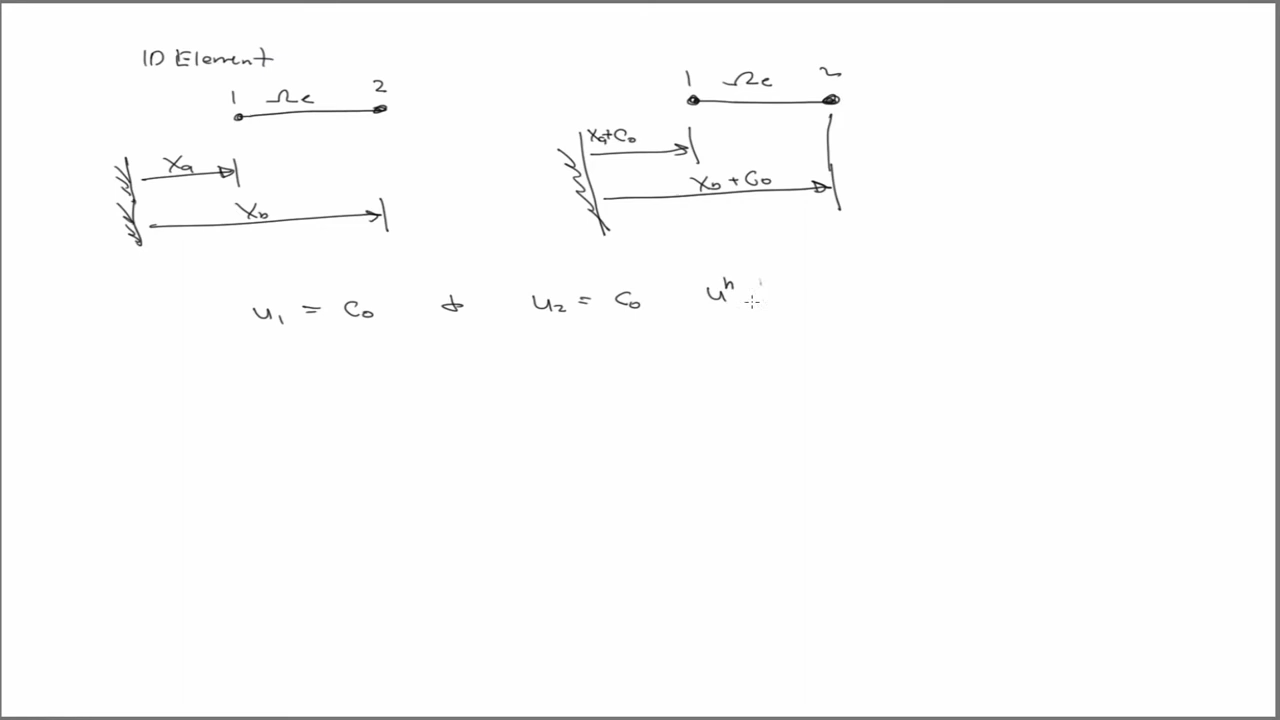 1D Element
1 Ωe 2
xa
xb
1 Ωe 2
xa+C0
xb + C0
u1 = C0 & u2 = C0 u^h